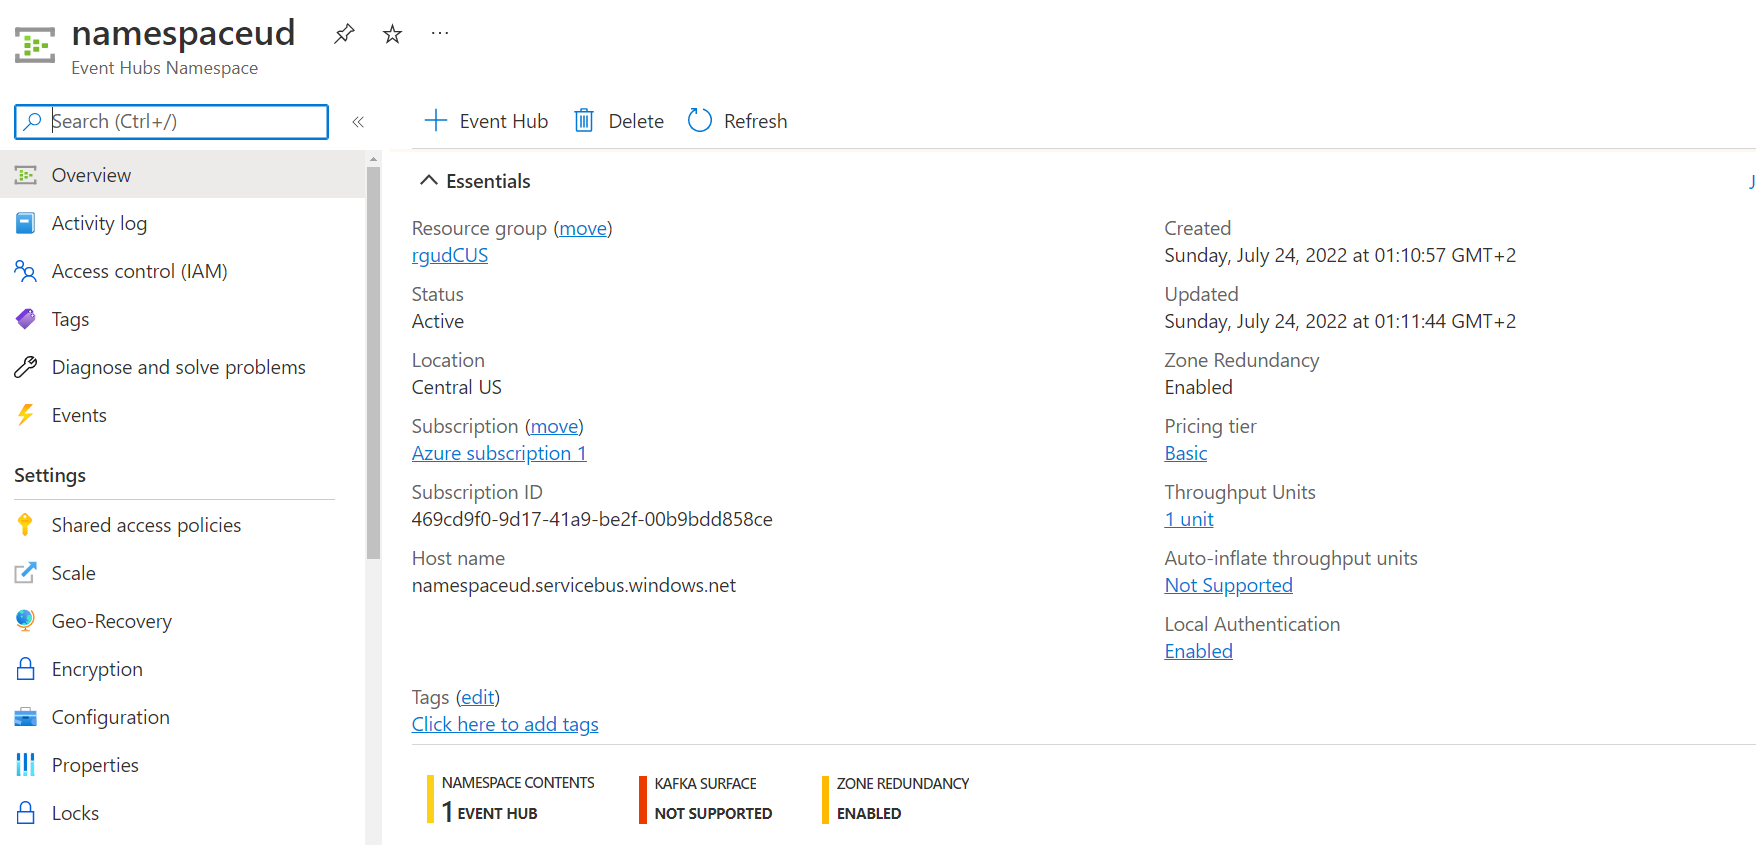 namespaceud
Event Hubs Namespace
Search (Ctrl+/)
Overview
Activity log
Access control (IAM)
Tags
Diagnose and solve problems
Events
Settings
Shared access policies
Scale
Geo-Recovery
Encryption
Configuration
Properties
Locks
Event Hub
Delete
Refresh
Essentials
J
Resource group (move)
rgudCUS
Status
Active
Location
Central US
Subscription (move)
Azure subscription 1
Subscription ID
469cd9f0-9d17-41a9-be2f-00b9bdd858ce
Host name
namespaceud.servicebus.windows.net
Created
Sunday, July 24, 2022 at 01:10:57 GMT+2
Updated
Sunday, July 24, 2022 at 01:11:44 GMT+2
Zone Redundancy
Enabled
Pricing tier
Basic
Throughput Units
1 unit
Auto-inflate throughput units
Not Supported
Local Authentication
Enabled
Tags (edit)
Click here to add tags
NAMESPACE CONTENTS
1 EVENT HUB
KAFKA SURFACE
NOT SUPPORTED
ZONE REDUNDANCY
ENABLED